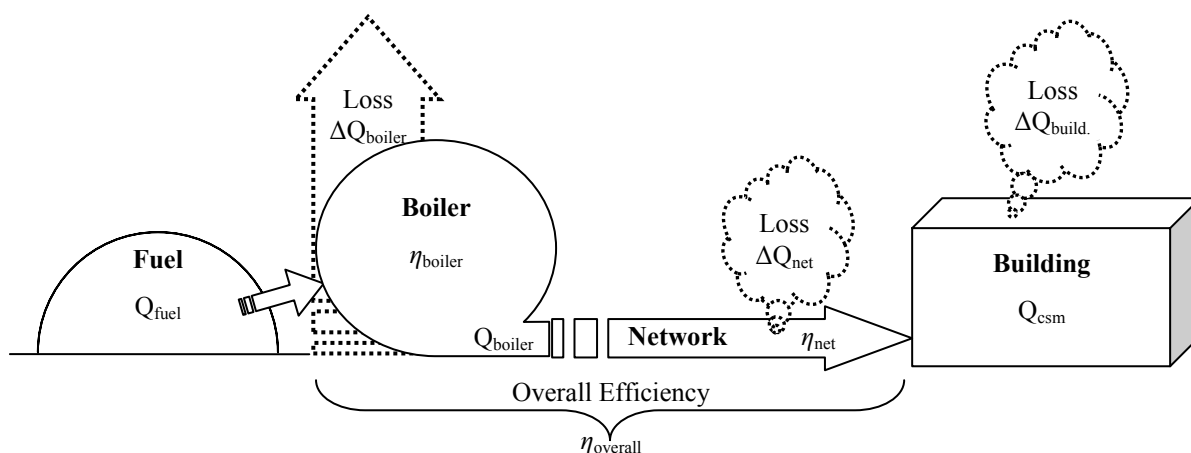 Loss
ΔQboiler
Loss
ΔQbuild.
Boiler
ηboiler
Loss
ΔQnet
Fuel
Qfuel
Building
Qcsm
Qboiler
Network
ηnet
Overall Efficiency
ηoverall